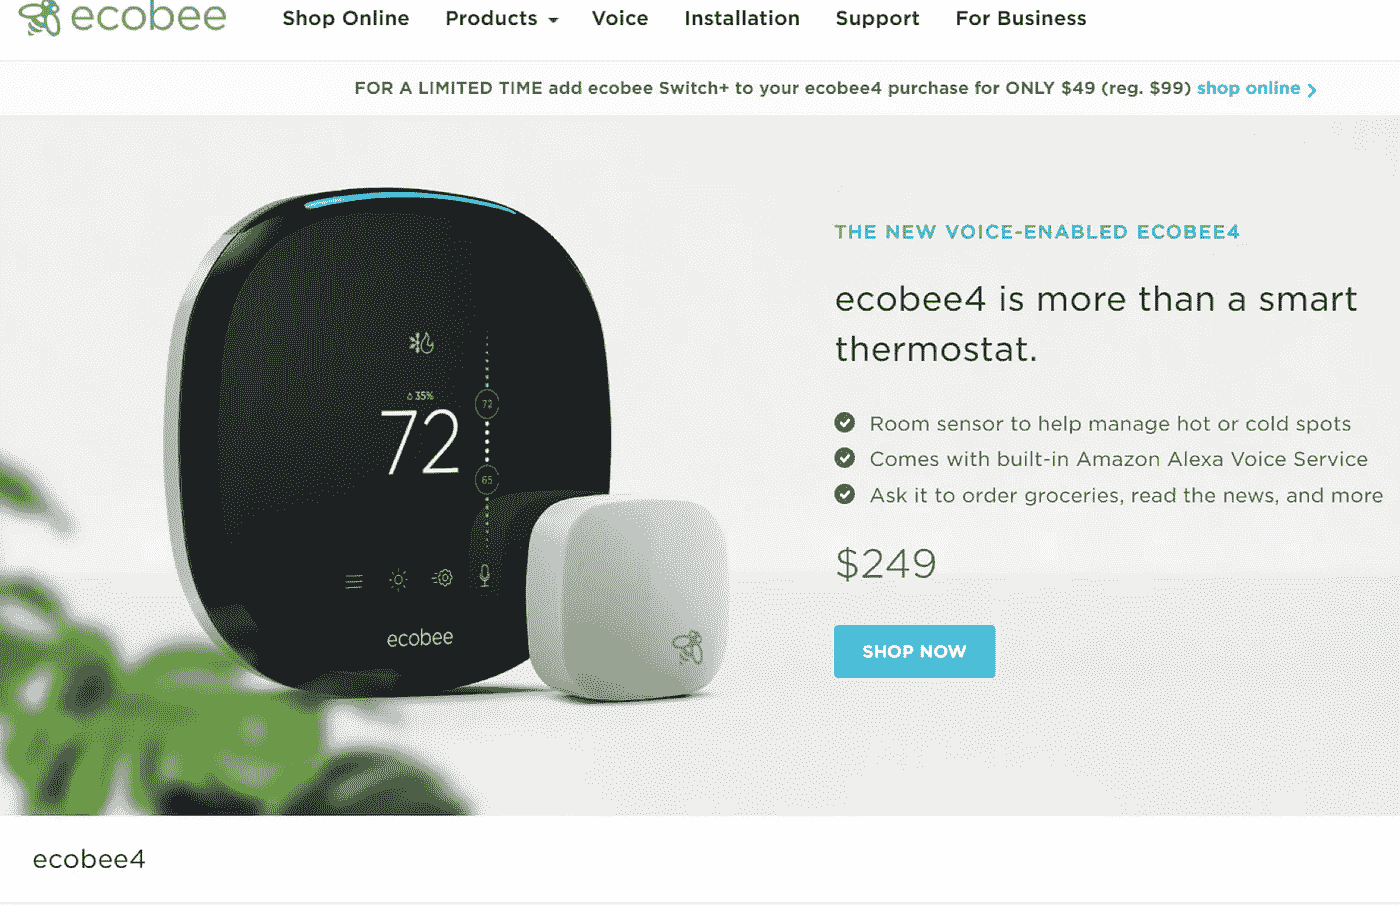 ecobee
Shop Online Products Voice Installation Support For Business
FOR A LIMITED TIME add ecobee Switch+ to your ecobee4 purchase for ONLY $49 (reg. $99) shop online
THE NEW VOICE-ENABLED ECOBEE4
ecobee4 is more than a smart
thermostat.
Room sensor to help manage hot or cold spots
Comes with built-in Amazon Alexa Voice Service
Ask it to order groceries, read the news, and more
$249
SHOP NOW
35%
72
72
65
ecobee
ecobee4